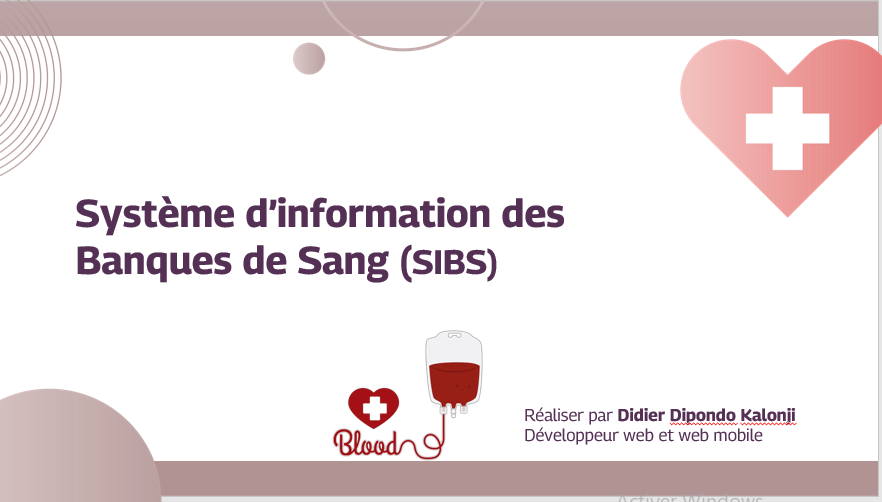 Système d’information des
Banques de Sang (SIBS)
Blood
Réaliser par Didier Dipondo Kalonji
Développeur web et web mobile
Activer Windows